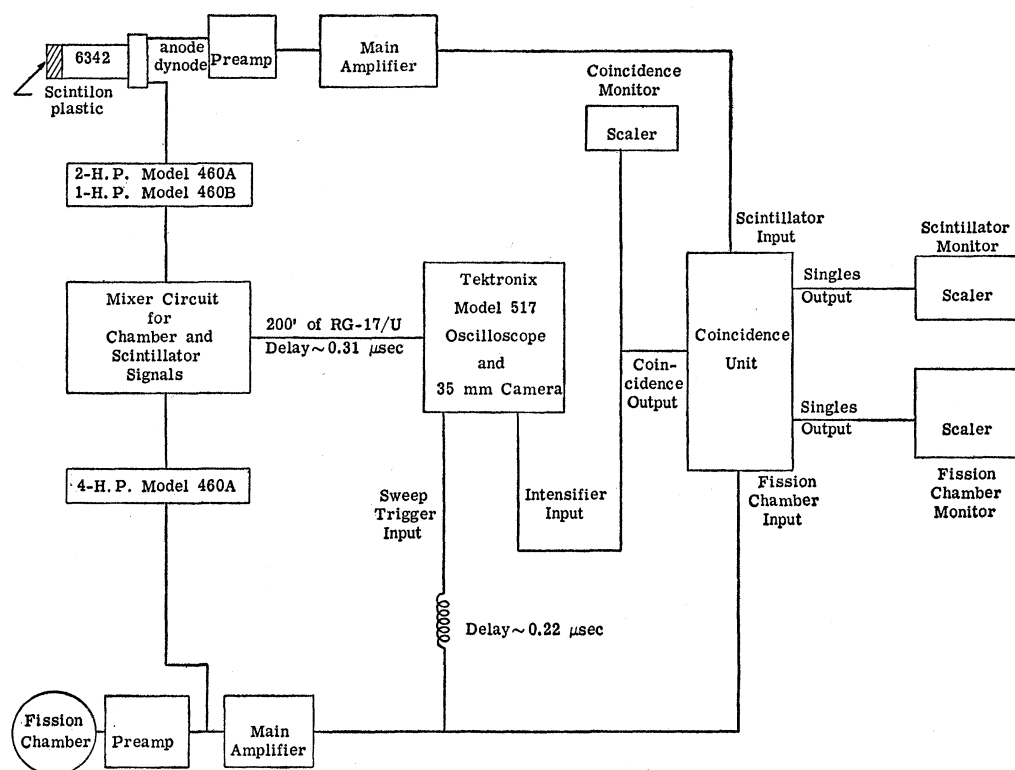 6342
anode
dynode
Preamp
Main
Amplifier
Scintilon
plastic
Coincidence
Monitor
Scaler
2-H.P. Model 460A
1-H.P. Model 460B
Scintillator
Input
Scintillator
Monitor
Mixer Circuit
for
Chamber and
Scintillator
Signals
200' of RG-17/U
Delay~0.31 μsec
Tektronix
Model 517
Oscilloscope
and
35 mm Camera
Coin-
cidence
Output
Coincidence
Unit
Singles
Output
Scaler
Singles
Output
Scaler
4-H.P. Model 460A
Sweep
Trigger
Input
Intensifier
Input
Fission
Chamber
Input
Fission
Chamber
Monitor
Delay~0.22 μsec
Fission
Chamber
Preamp
Main
Amplifier